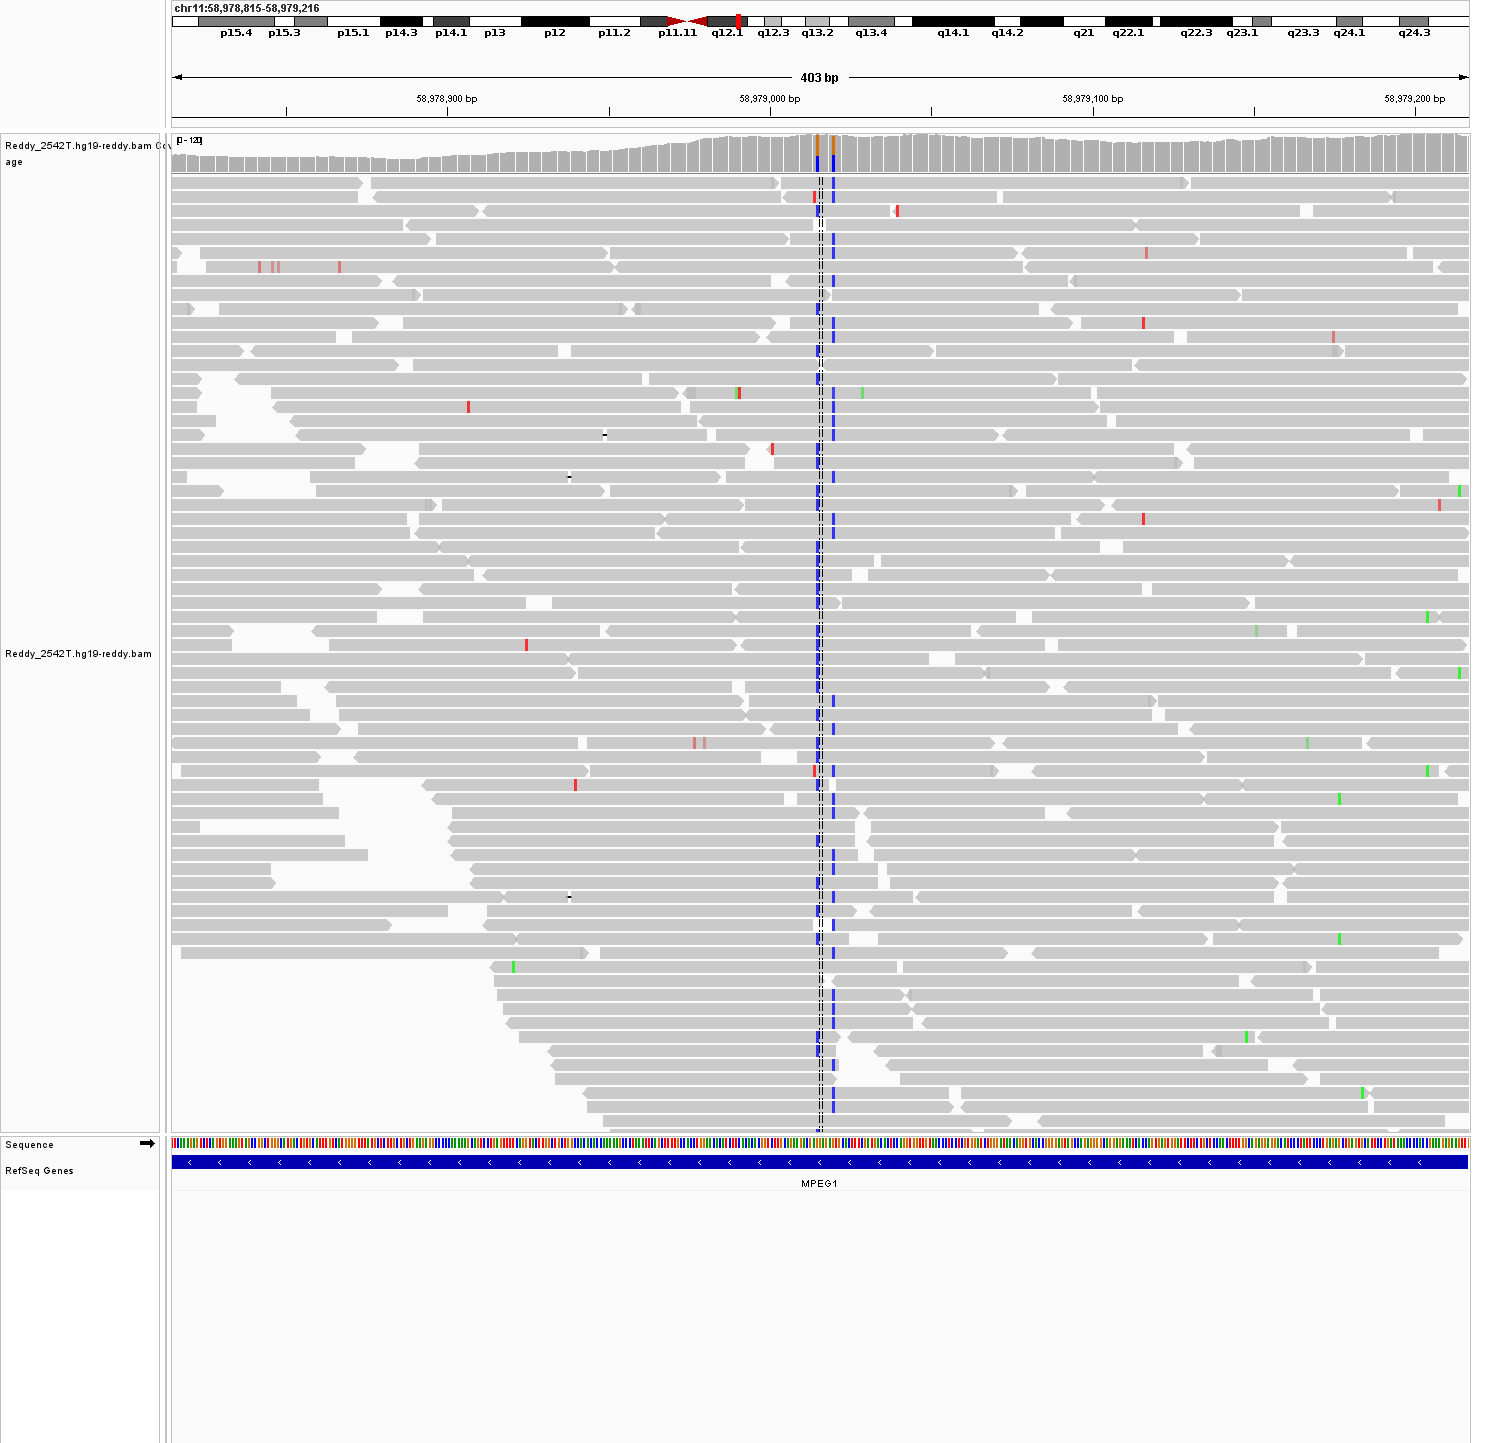 chr11:58,978,815-58,979,216
p15.4 p15.3 p15.1 p14.3 p14.1 p13 p12 p11.2 p11.11 q12.1 q12.3 q13.2 q13.4 q14.1 q14.2 q21 q22.1 q22.3 q23.1 q23.3 q24.1 q24.3
403 bp
58,978,900 bp 58,979,000 bp 58,979,100 bp 58,979,200 bp
[0 - 120]
Reddy_2542T.hg19-reddy.bam Cov
age
Reddy_2542T.hg19-reddy.bam
Sequence
RefSeq Genes
MPEG1